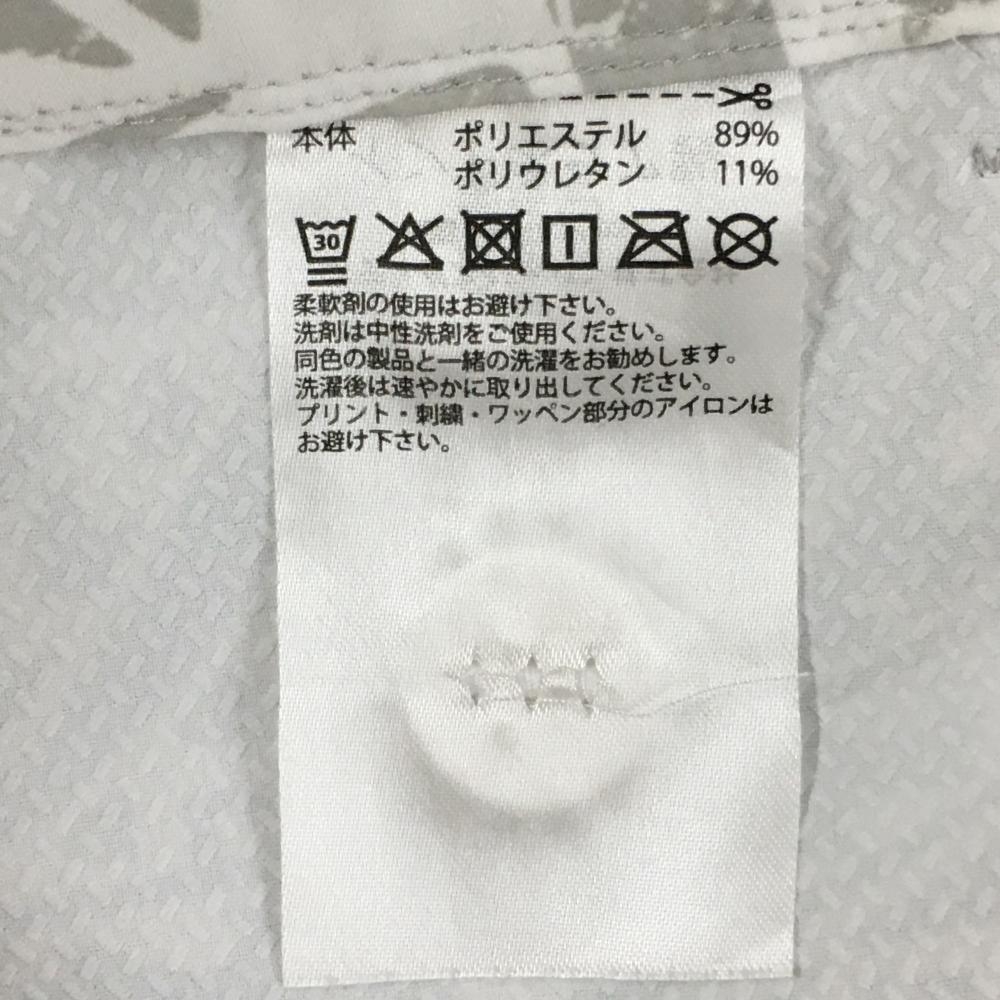 本体 ポリエステル 89%
ポリウレタン 11%
30
柔軟剤の使用はお避け下さい。
洗剤は中性洗剤をご使用ください。
同色の製品と一緒の洗濯をお勧めします。
洗濯後は速やかに取り出してください。
プリント・刺繍・ワッペン部分のアイロンは
お避け下さい。